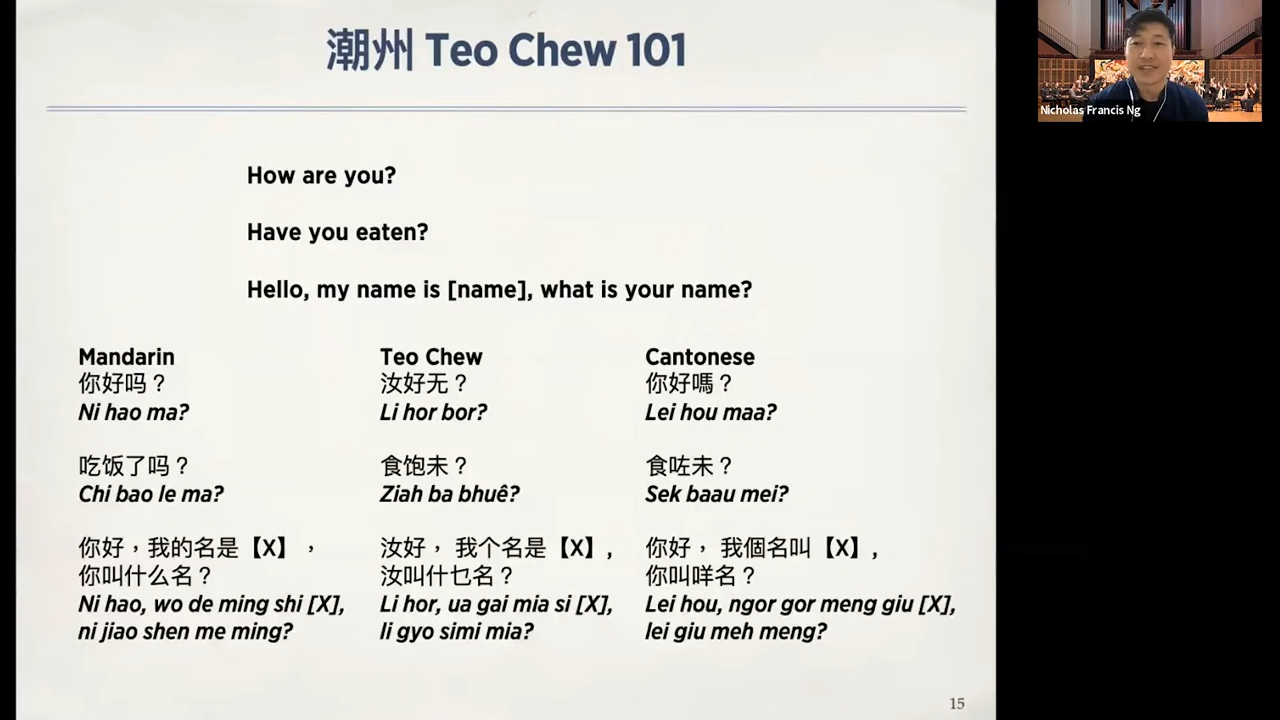 潮州 Teo Chew 101
Nicholas Francis Ng
How are you?
Have you eaten?
Hello, my name is [name], what is your name?
Mandarin
你好吗？
Ni hao ma?
吃饭了吗？
Chi bao le ma?
你好，我的名是【X】，
你叫什么名？
Ni hao, wo de ming shi [X],
ni jiao shen me ming?
Teo Chew
汝好无？
Li hor bor?
食饱未？
Ziah ba bhuê?
汝好， 我个名是【X】,
汝叫什乜名？
Li hor, ua gai mia si [X],
li gyo simi mia?
Cantonese
你好嗎？
Lei hou maa?
食咗未？
Sek baau mei?
你好， 我個名叫【X】,
你叫咩名？
Lei hou, ngor gor meng giu [X],
lei giu meh meng?
15